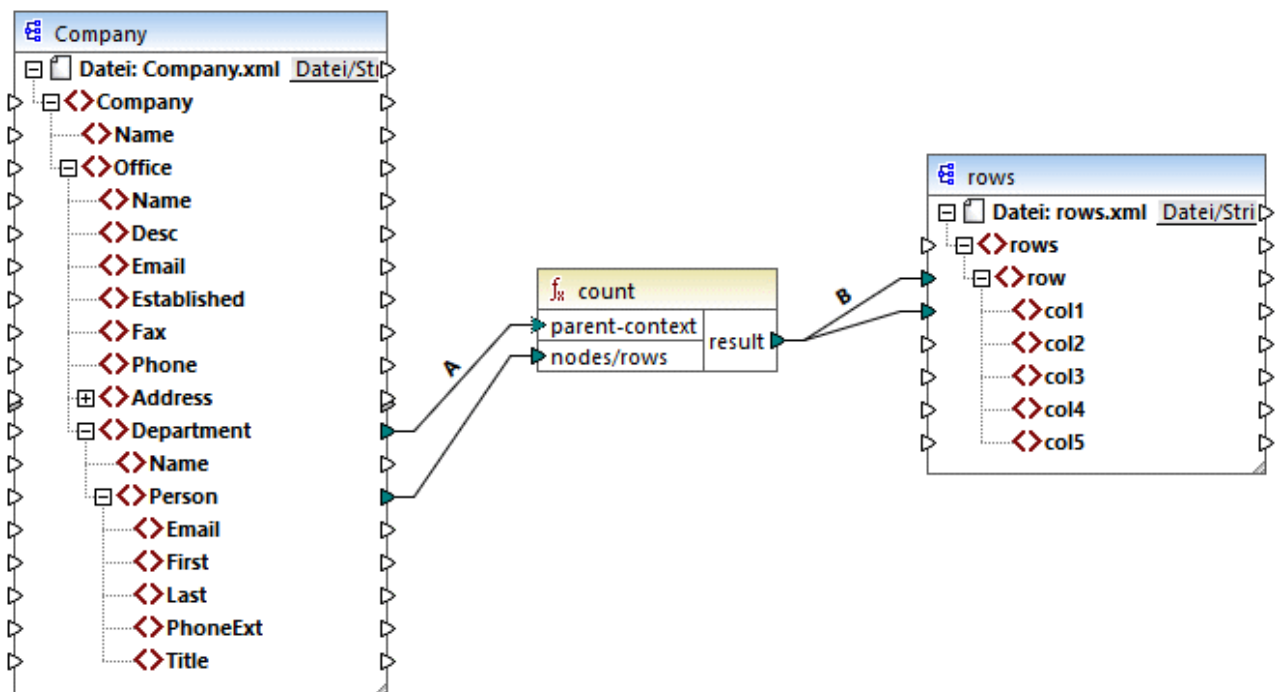 Company
Datei: Company.xml Datei/Stri
Company
Name
Office
Name
Desc
Email
Established
Fax
Phone
Address
Department
Name
Person
Email
First
Last
PhoneExt
Title
A
fx count
parent-context
nodes/rows
result
B
rows
Datei: rows.xml Datei/Stri
rows
row
col1
col2
col3
col4
col5